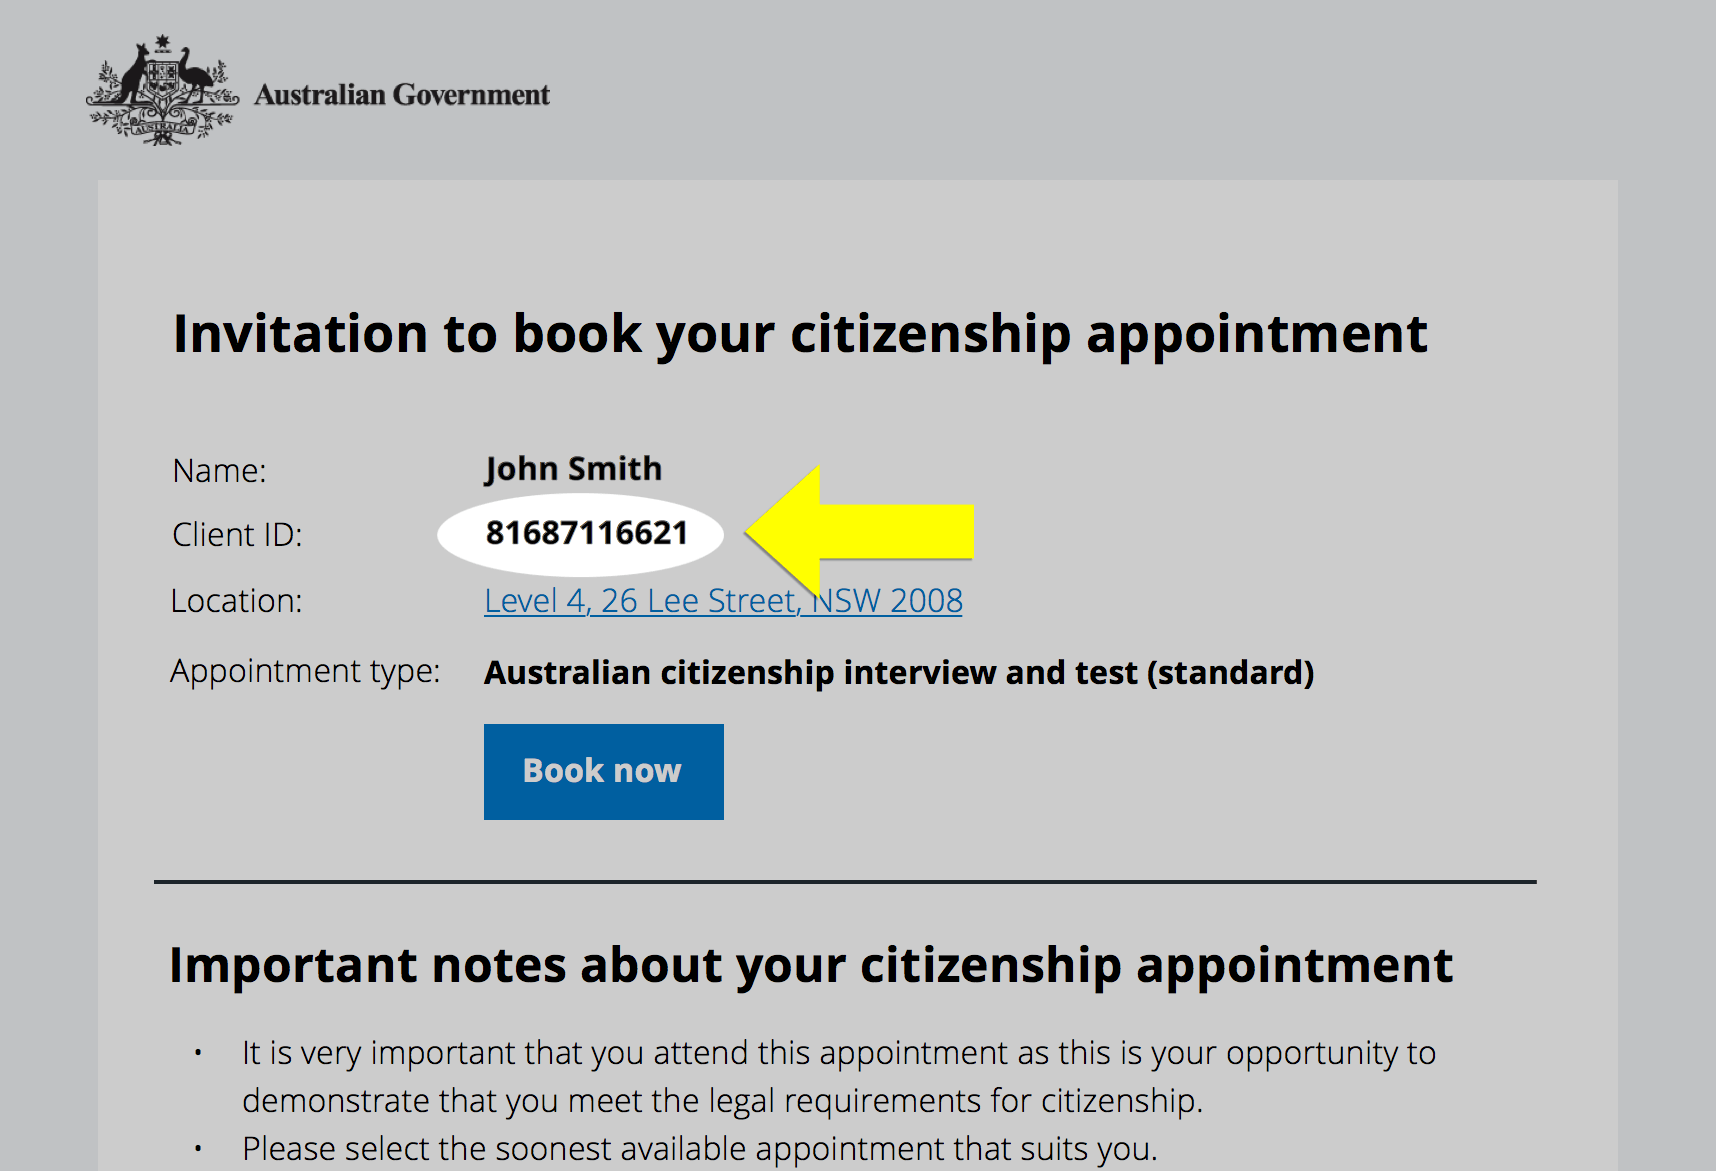 AUSTRALIA
Australian Government
Invitation to book your citizenship appointment
Name: John Smith
Client ID: 81687116621
Location: Level 4, 26 Lee Street, NSW 2008
Appointment type: Australian citizenship interview and test (standard)
Book now
Important notes about your citizenship appointment
• It is very important that you attend this appointment as this is your opportunity to
demonstrate that you meet the legal requirements for citizenship.
• Please select the soonest available appointment that suits you.